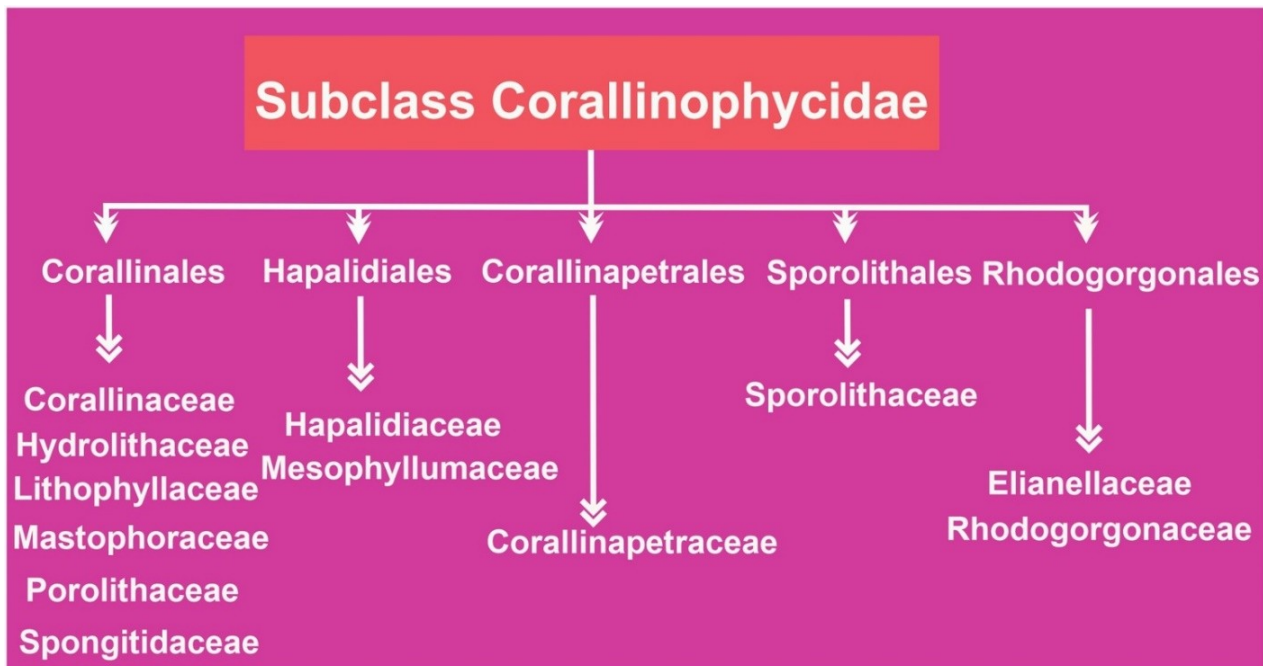 Subclass Corallinophycidae
Corallinales
Hapalidiales
Corallinapetrales
Sporolithales
Rhodogorgonales
Corallinaceae
Hydrolithaceae
Lithophyllaceae
Mastophoraceae
Porolithaceae
Spongitidaceae
Hapalidiaceae
Mesophyllumaceae
Corallinapetraceae
Sporolithaceae
Elianellaceae
Rhodogorgonaceae